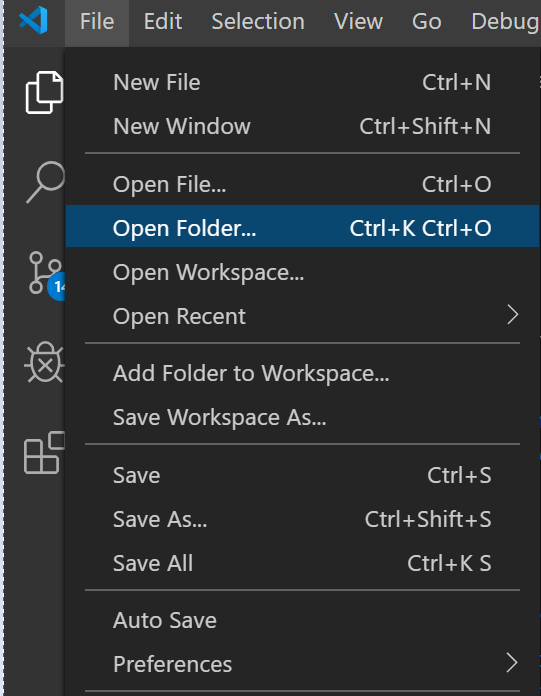 File Edit Selection View Go Debug
New File Ctrl+N
New Window Ctrl+Shift+N
Open File... Ctrl+O
Open Folder... Ctrl+K Ctrl+O
Open Workspace...
Open Recent
Add Folder to Workspace...
Save Workspace As...
Save Ctrl+S
Save As... Ctrl+Shift+S
Save All Ctrl+K S
Auto Save
Preferences